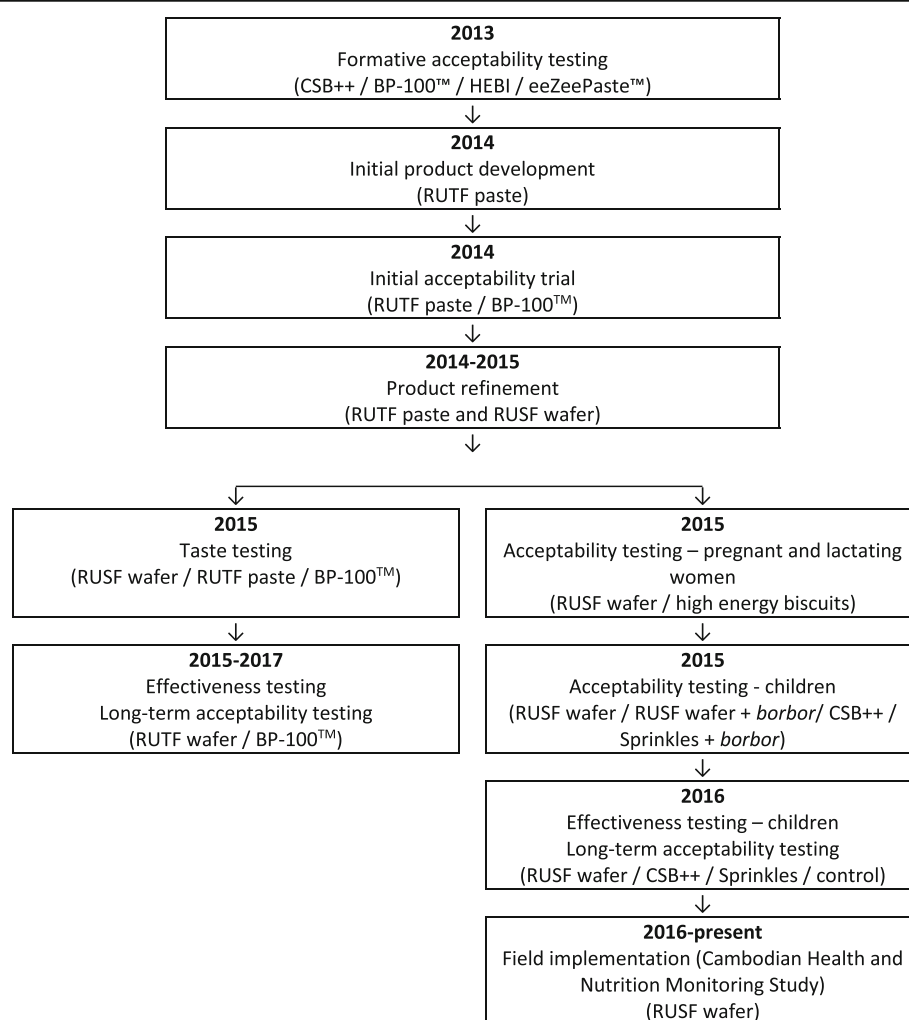 2013
Formative acceptability testing
(CSB++ / BP-100™ / HEBI / eeZeePaste™)
2014
Initial product development
(RUTF paste)
2014
Initial acceptability trial
(RUTF paste / BP-100TM)
2014-2015
Product refinement
(RUTF paste and RUSF wafer)
2015
Taste testing
(RUSF wafer / RUTF paste / BP-100TM)
2015-2017
Effectiveness testing
Long-term acceptability testing
(RUTF wafer / BP-100TM)
2015
Acceptability testing – pregnant and lactating
women
(RUSF wafer / high energy biscuits)
2015
Acceptability testing - children
(RUSF wafer / RUSF wafer + borbor/ CSB++ /
Sprinkles + borbor)
2016
Effectiveness testing – children
Long-term acceptability testing
(RUSF wafer / CSB++ / Sprinkles / control)
2016-present
Field implementation (Cambodian Health and
Nutrition Monitoring Study)
(RUSF wafer)